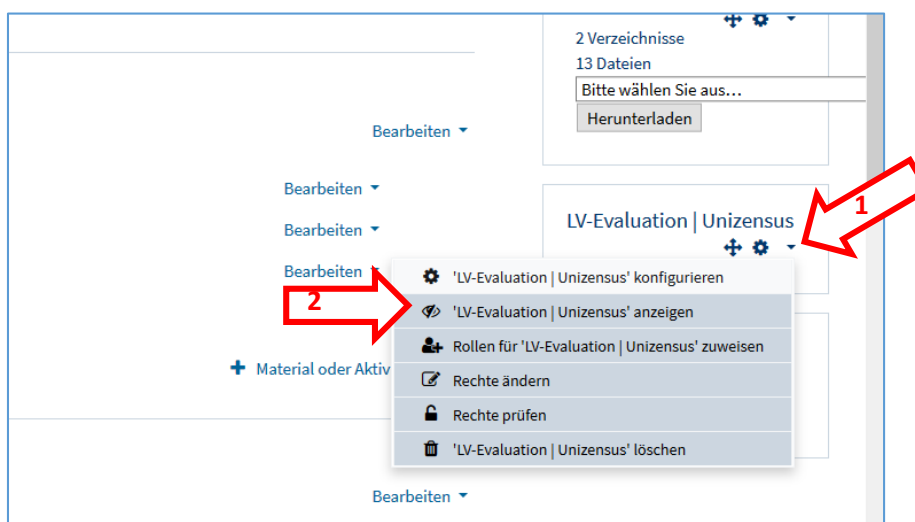 2 Verzeichnisse
13 Dateien
Bitte wählen Sie aus...
Herunterladen
Bearbeiten
Bearbeiten
Bearbeiten
Bearbeiten
LV-Evaluation | Unizensus
1
2
'LV-Evaluation | Unizensus' konfigurieren
'LV-Evaluation | Unizensus' anzeigen
Rollen für 'LV-Evaluation | Unizensus' zuweisen
Rechte ändern
Rechte prüfen
'LV-Evaluation | Unizensus' löschen
Material oder Aktiv
Bearbeiten